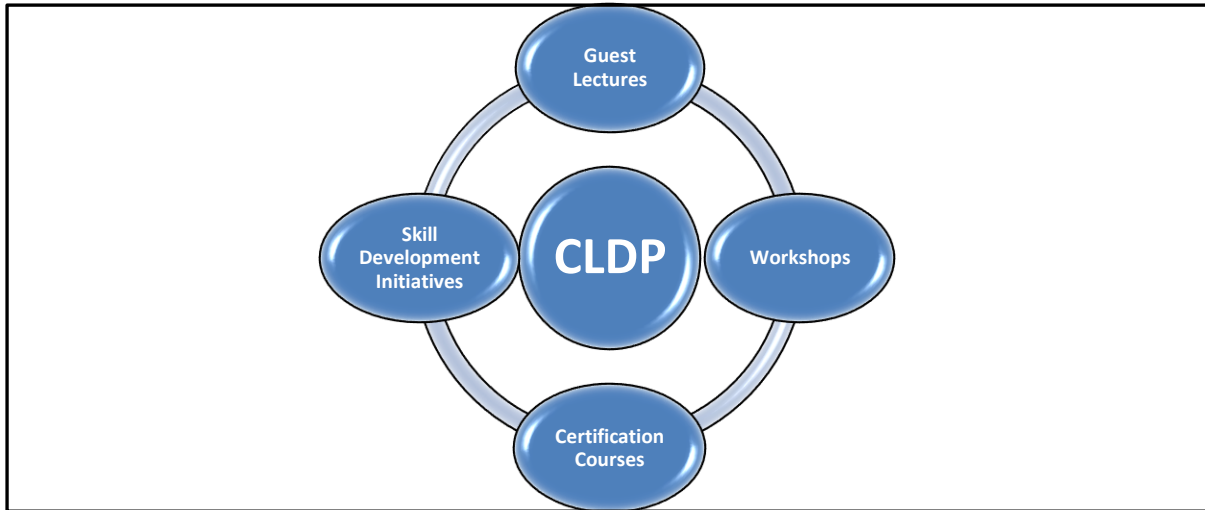 Guest
Lectures
Skill
Development
Initiatives
CLDP
Workshops
Certification
Courses